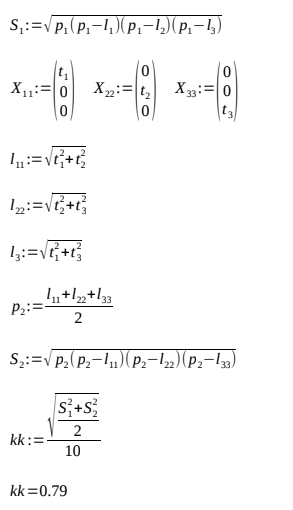 S₁:=√(p₁(p₁−l₁)(p₁−l₂)(p₁−l₃))
X₁₁:=(t₁ 0 0) X₂₂:=(0 t₂ 0) X₃₃:=(0 0 t₃)
l₁₁:=√(t₁²+t₂²)
l₂₂:=√(t₂²+t₃²)
l₃:=√(t₁²+t₃²)
p₂:=(l₁₁+l₂₂+l₃₃)/2
S₂:=√(p₂(p₂−l₁₁)(p₂−l₂₂)(p₂−l₃₃))
kk:=√((S₁²+S₂²)/2)/10
kk=0.79